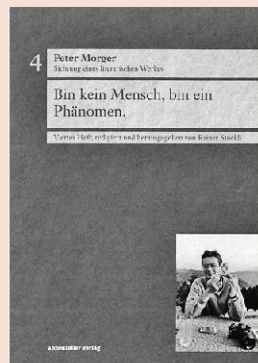 4
Peter Morger
Sichtung eines literarischen Werkes
Bin kein Mensch, bin ein
Phänomen.
Viertes Heft, redigiert und herausgegeben von Rainer Stöckli
Appenzeller Verlag